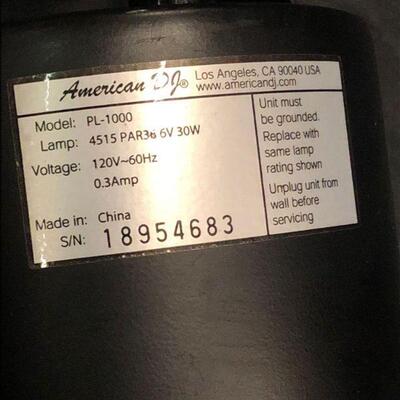 American DJ® Los Angeles, CA 90040 USA
www.americandj.com
Model: PL-1000
Lamp: 4515 PAR36 6V 30W
Voltage: 120V~60Hz
0.3Amp
Made in: China
S/N: 18954683
Unit must
be grounded.
Replace with
same lamp
rating shown
Unplug unit from
wall before
servicing